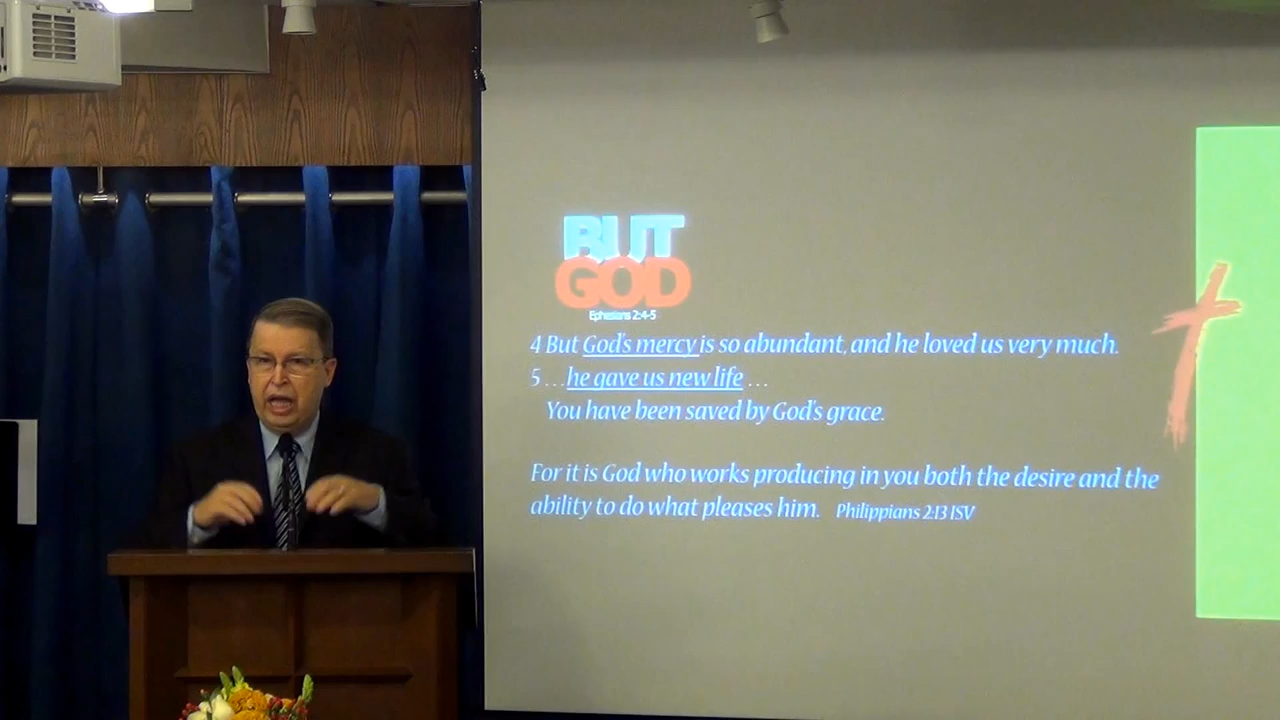 BUT
GOD
Ephesians 2:4-5
4 But God's mercy is so abundant, and he loved us very much.
5 . . . he gave us new life . . .
You have been saved by God's grace.
For it is God who works producing in you both the desire and the
ability to do what pleases him. Philippians 2:13 ISV